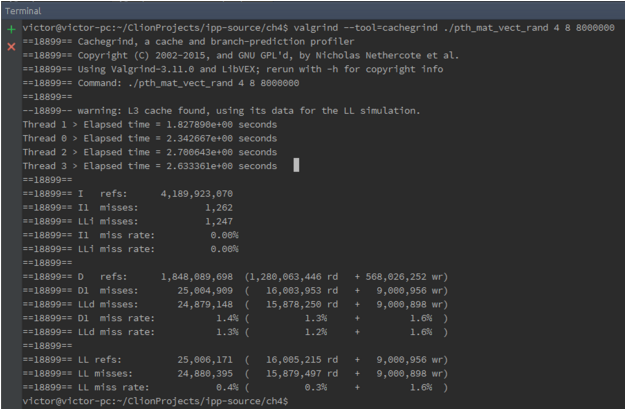 Terminal
victor@victor-pc:~/ClionProjects/ipp-source/ch4$ valgrind --tool=cachegrind ./pth_mat_vect_rand 4 8 8000000
==18899== Cachegrind, a cache and branch-prediction profiler
==18899== Copyright (C) 2002-2015, and GNU GPL'd, by Nicholas Nethercote et al.
==18899== Using Valgrind-3.11.0 and LibVEX; rerun with -h for copyright info
==18899== Command: ./pth_mat_vect_rand 4 8 8000000
==18899==
--18899-- warning: L3 cache found, using its data for the LL simulation.
Thread 1 > Elapsed time = 1.827890e+00 seconds
Thread 0 > Elapsed time = 2.342667e+00 seconds
Thread 2 > Elapsed time = 2.700643e+00 seconds
Thread 3 > Elapsed time = 2.633361e+00 seconds
==18899==
==18899== I   refs:      4,189,923,070
==18899== I1  misses:            1,262
==18899== LLi misses:            1,247
==18899== I1  miss rate:          0.00%
==18899== LLi miss rate:          0.00%
==18899==
==18899== D   refs:      1,848,089,698  (1,280,063,446 rd   + 568,026,252 wr)
==18899== D1  misses:       25,004,909  (   16,003,953 rd   +   9,000,956 wr)
==18899== LLd misses:       24,879,148  (   15,878,250 rd   +   9,000,898 wr)
==18899== D1  miss rate:           1.4% (          1.3%     +         1.6%  )
==18899== LLd miss rate:           1.3% (          1.2%     +         1.6%  )
==18899==
==18899== LL refs:          25,006,171  (   16,005,215 rd   +   9,000,956 wr)
==18899== LL misses:        24,880,395  (   15,879,497 rd   +   9,000,898 wr)
==18899== LL miss rate:            0.4% (          0.3%     +         1.6%  )
victor@victor-pc:~/ClionProjects/ipp-source/ch4$